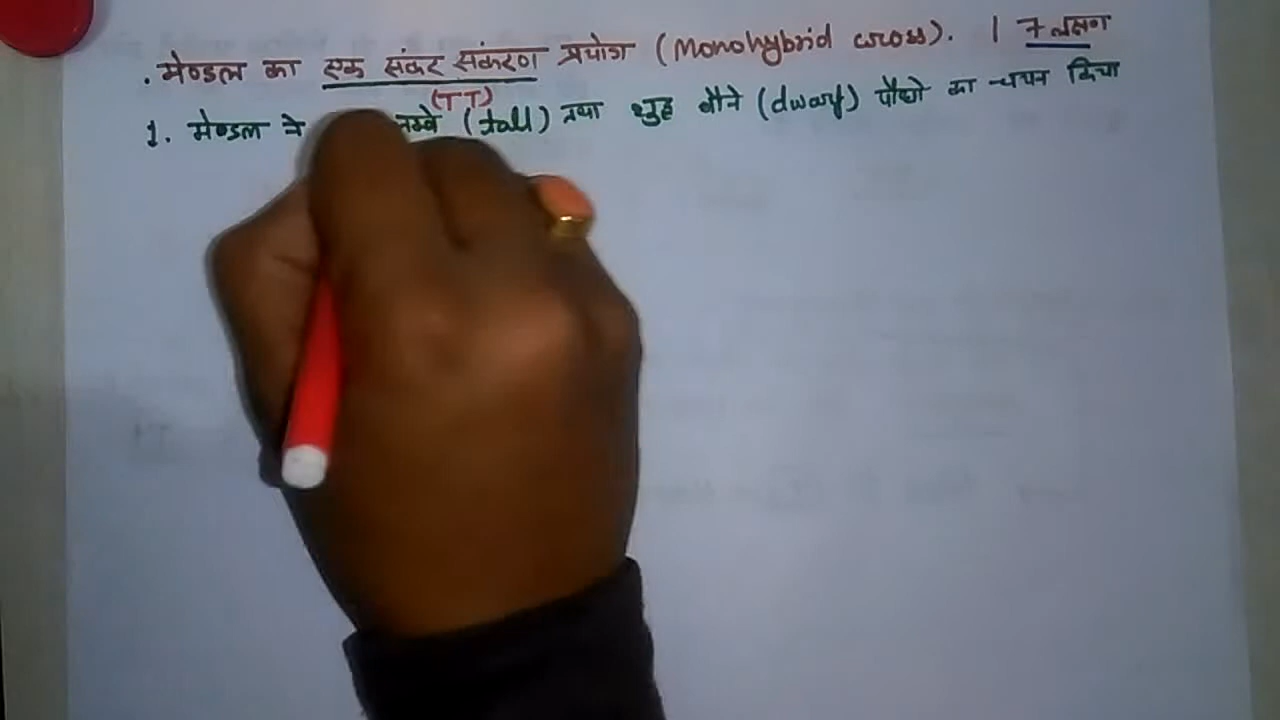 . मेण्डल का एक संकर संकरण प्रयोग (Monohybrid cross). | 7 लक्षण
(TT)
1. मेण्डल ने लम्बे (tall) तथा शुद्ध बौने (dwarf) पौधो का चयन किया